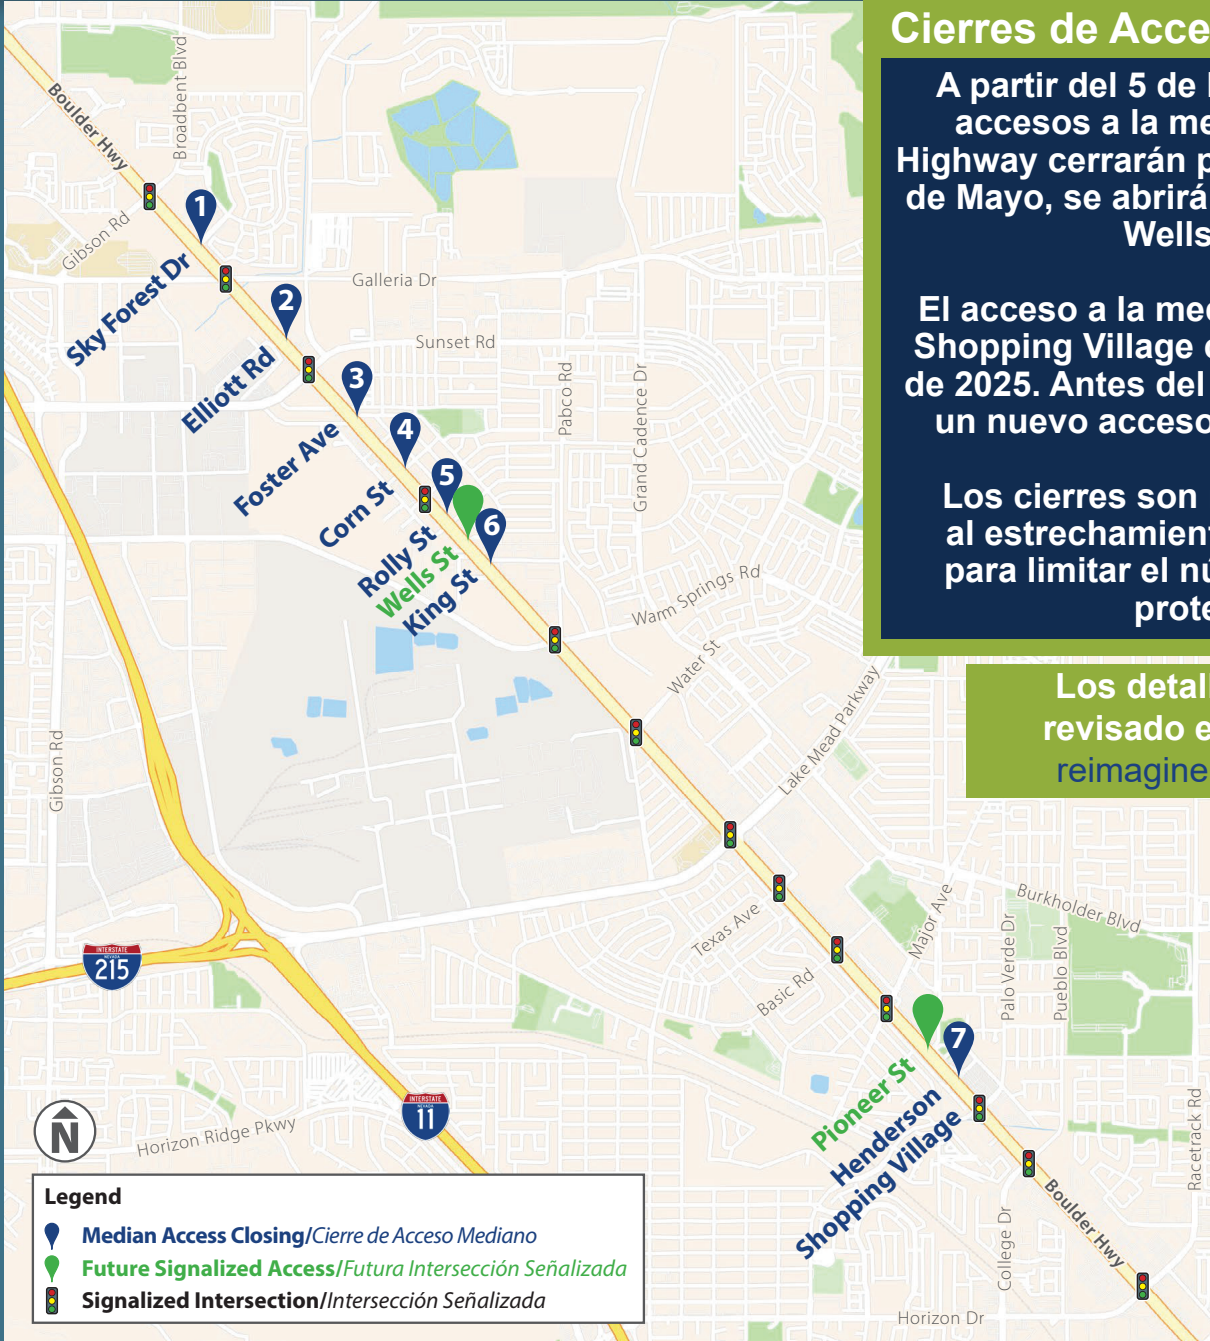 Cierres de Acce
A partir del 5 de
accesos a la me
Highway cerrarán p
de Mayo, se abrirá
Wells
El acceso a la med
Shopping Village
de 2025. Antes del
un nuevo acceso
Los cierres son
al estrechamient
para limitar el nú
prote
Los detall
revisado e
reimagine
Boulder Hwy
Broadbent Blvd
Gibson Rd
1
Sky Forest Dr
Galleria Dr
2
Elliott Rd
Sunset Rd
3
Foster Ave
Pabco Rd
Grand Cadence Dr
4
Corn St
5
Rolly St
Wells St
6
King St
Warm Springs Rd
Water St
Lake Mead Parkway
Gibson Rd
INTERSTATE
NEVADA
215
Texas Ave
Basic Rd
Major Ave
Burkholder Blvd
Palo Verde Dr
Pueblo Blvd
7
Pioneer St
Henderson
Shopping Village
INTERSTATE
NEVADA
11
Horizon Ridge Pkwy
Racetrack Rd
Boulder Hwy
College Dr
Horizon Dr
N
Legend
Median Access Closing/Cierre de Acceso Mediano
Future Signalized Access/Futura Intersección Señalizada
Signalized Intersection/Intersección Señalizada